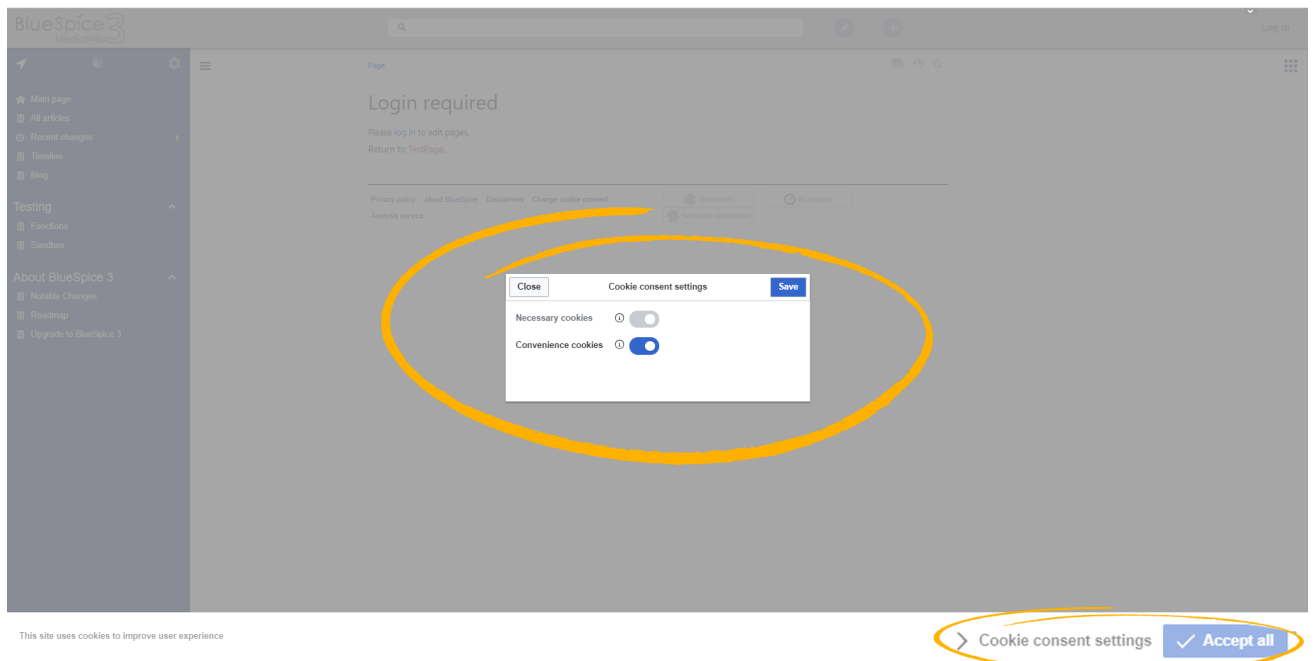 BlueSpice 3
MediaWiki
Log In
Page
Main page
All articles
Recent changes
Timeline
Blog
Testing
Functions
Sandbox
About BlueSpice 3
Notable Changes
Roadmap
Upgrade to BlueSpice 3
Login required
Please log in to edit pages.
Return to TestPage.
Privacy policy About BlueSpice Disclaimers Change cookie consent
Analysis service
BlueSpice
Close Cookie consent settings Save
Necessary cookies
Convenience cookies
This site uses cookies to improve user experience
Cookie consent settings Accept all